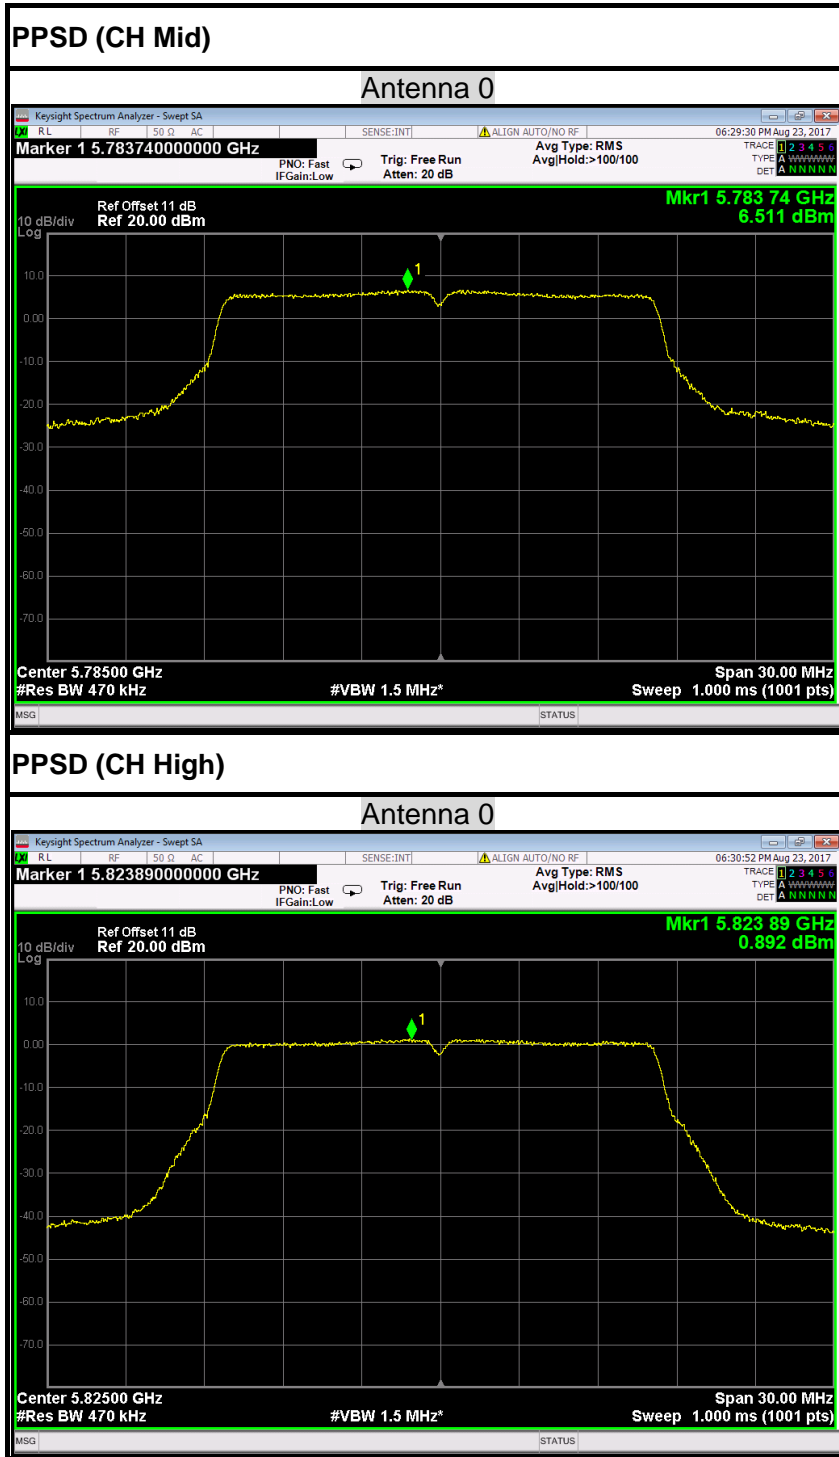 PPSD (CH Mid)
Antenna 0
Keysight Spectrum Analyzer - Swept SA
LXI RL RF 50 Ω AC SENSE:INT ALIGN AUTO/NO RF 06:29:30 PM Aug 23, 2017
Marker 1 5.783740000000 GHz
PNO: Fast
IFGain:Low
Trig: Free Run
Atten: 20 dB
Avg Type: RMS
Avg|Hold:>100/100
TRACE 1 2 3 4 5 6
TYPE A WWWWW
DET A N N N N N
Mkr1 5.783 74 GHz
6.511 dBm
Ref Offset 11 dB
10 dB/div Ref 20.00 dBm
Log
1
10.0
0.00
-10.0
-20.0
-30.0
-40.0
-50.0
-60.0
-70.0
Center 5.78500 GHz Span 30.00 MHz
#Res BW 470 kHz #VBW 1.5 MHz* Sweep 1.000 ms (1001 pts)
MSG STATUS
PPSD (CH High)
Antenna 0
Keysight Spectrum Analyzer - Swept SA
LXI RL RF 50 Ω AC SENSE:INT ALIGN AUTO/NO RF 06:30:52 PM Aug 23, 2017
Marker 1 5.823890000000 GHz
PNO: Fast
IFGain:Low
Trig: Free Run
Atten: 20 dB
Avg Type: RMS
Avg|Hold:>100/100
TRACE 1 2 3 4 5 6
TYPE A WWWWW
DET A N N N N N
Mkr1 5.823 89 GHz
0.892 dBm
Ref Offset 11 dB
10 dB/div Ref 20.00 dBm
Log
1
10.0
0.00
-10.0
-20.0
-30.0
-40.0
-50.0
-60.0
-70.0
Center 5.82500 GHz Span 30.00 MHz
#Res BW 470 kHz #VBW 1.5 MHz* Sweep 1.000 ms (1001 pts)
MSG STATUS